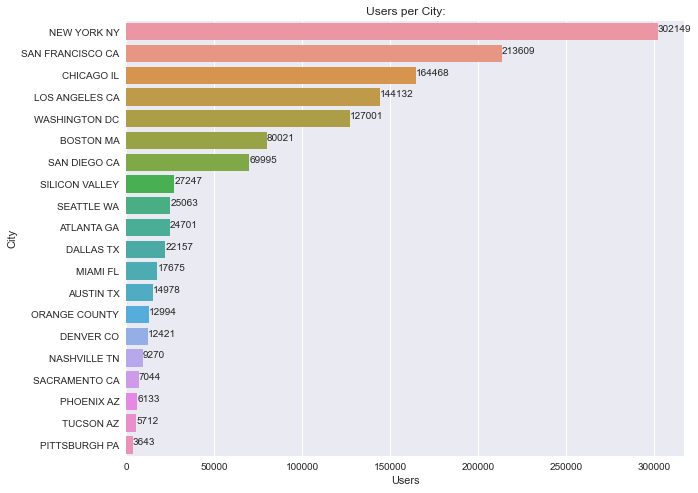 Users per City:
NEW YORK NY 302149
SAN FRANCISCO CA 213609
CHICAGO IL 164468
LOS ANGELES CA 144132
WASHINGTON DC 127001
BOSTON MA 80021
SAN DIEGO CA 69995
SILICON VALLEY 27247
SEATTLE WA 25063
ATLANTA GA 24701
DALLAS TX 22157
MIAMI FL 17675
AUSTIN TX 14978
ORANGE COUNTY 12994
DENVER CO 12421
NASHVILLE TN 9270
SACRAMENTO CA 7044
PHOENIX AZ 6133
TUCSON AZ 5712
PITTSBURGH PA 3643
City
0 50000 100000 150000 200000 250000 300000
Users